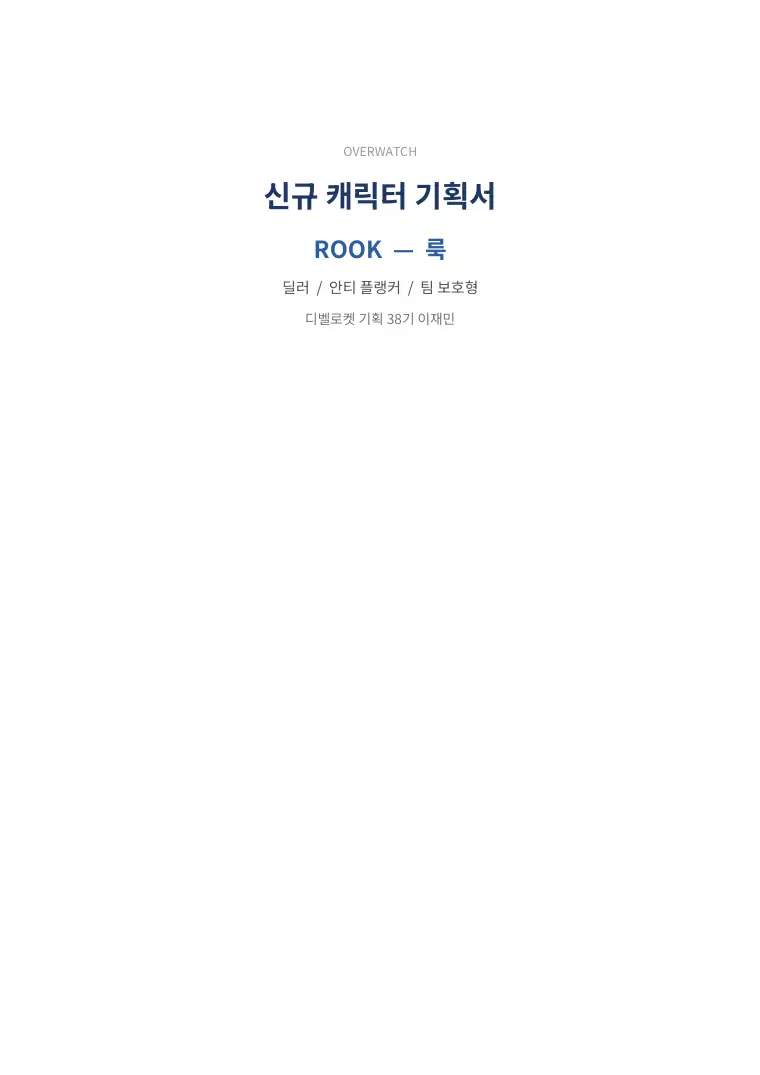 OVERWATCH
신규 캐릭터 기획서
ROOK — 룩
딜러 / 안티 플랭커 / 팀 보호형
디벨로켓 기획 38기 이재민